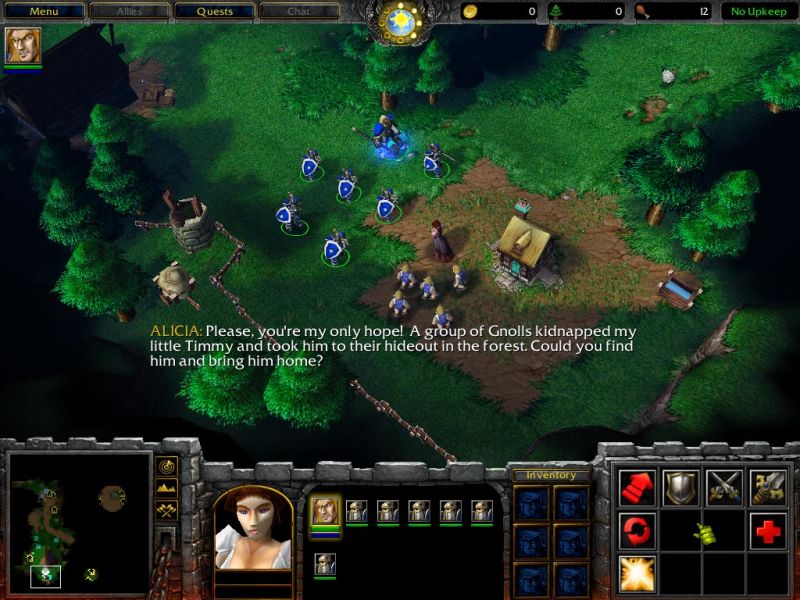 Menu Allies Quests Chat 0 0 12 No Upkeep
ALICIA: Please, you're my only hope! A group of Gnolls kidnapped my
little Timmy and took him to their hideout in the forest. Could you find
him and bring him home?
Inventory